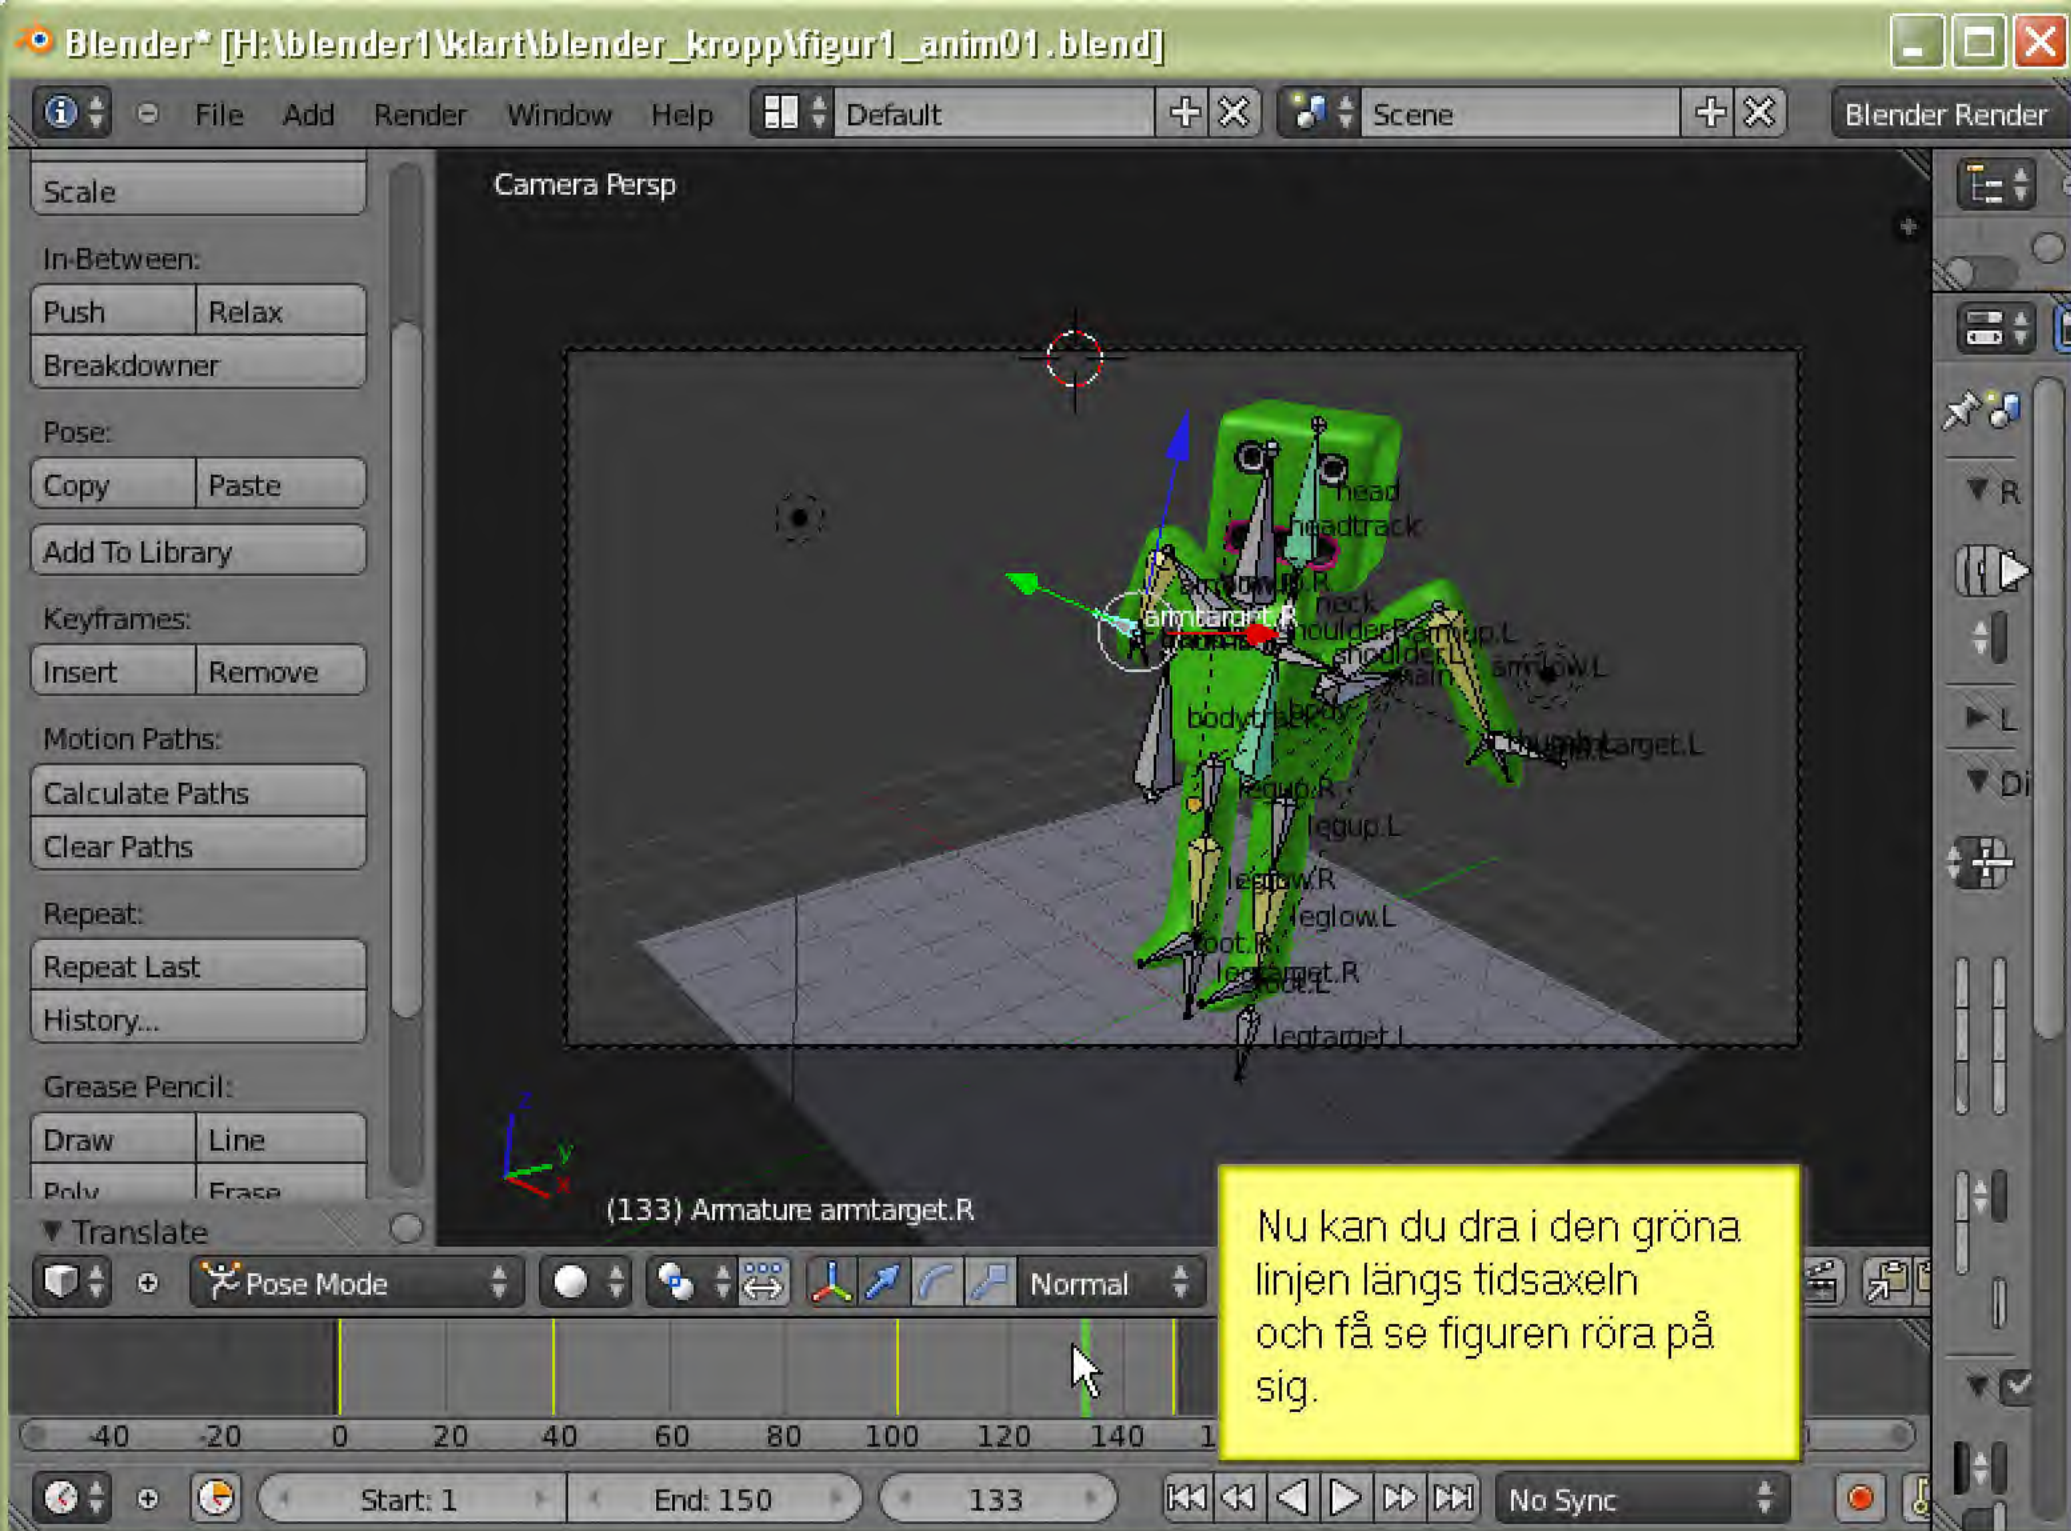 Blender* [H:\blender1\klart\blender_kropp\figur1_anim01.blend]
File Add Render Window Help Default Scene Blender Render
Scale
In-Between:
Push Relax
Breakdowner
Pose:
Copy Paste
Add To Library
Keyframes:
Insert Remove
Motion Paths:
Calculate Paths
Clear Paths
Repeat:
Repeat Last
History...
Grease Pencil:
Draw Line
Poly Erase
Translate
Camera Persp
head
headtrack
armtarget.R
neck
armlow.L
legup.R
legup.L
leglow.R
leglow.L
legtarget.R
legtarget.L
z
y
x
(133) Armature armtarget.R
R
L
Di
Nu kan du dra i den gröna
linjen längs tidsaxeln
och få se figuren röra på
sig.
Pose Mode Normal
-40 -20 0 20 40 60 80 100 120 140
Start: 1 End: 150 133 No Sync